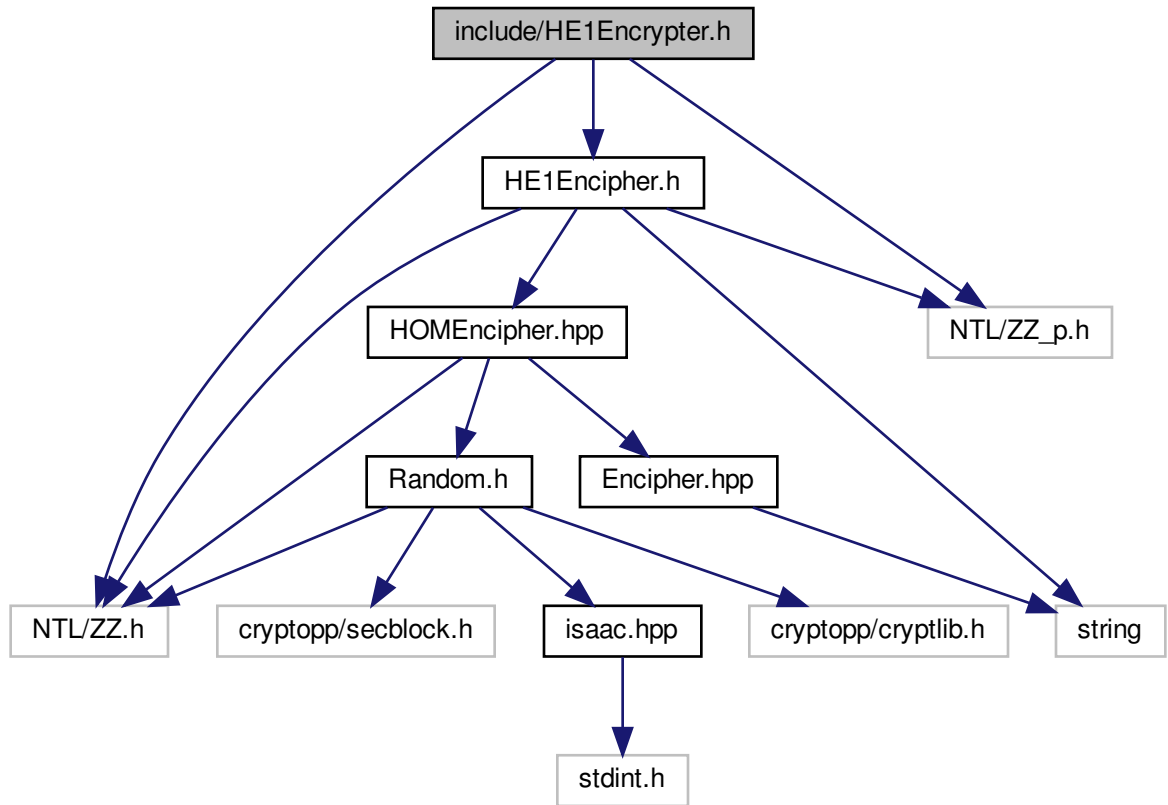 include/HE1Encrypter.h
HE1Encipher.h
HOMEncipher.hpp
NTL/ZZ_p.h
Random.h
Encipher.hpp
NTL/ZZ.h
cryptopp/secblock.h
isaac.hpp
cryptopp/cryptlib.h
string
stdint.h